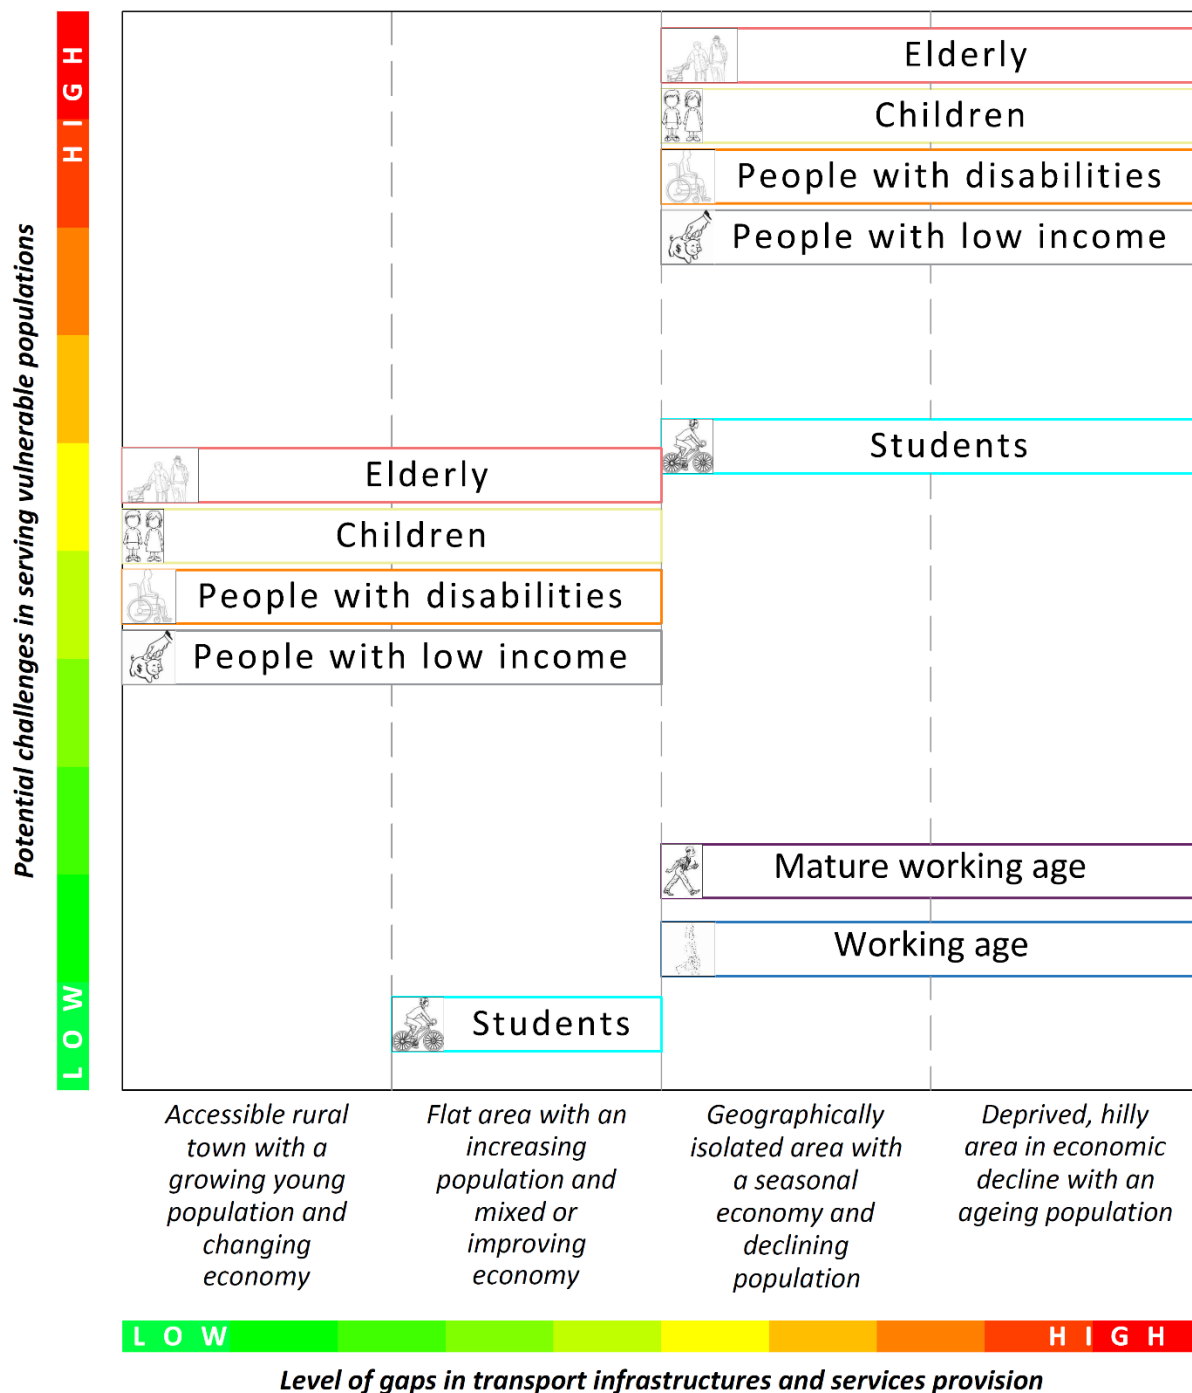 HIGH
Potential challenges in serving vulnerable populations
LOW
Elderly
Children
People with disabilities
People with low income
Students
Elderly
Children
People with disabilities
People with low income
Mature working age
Working age
Students
Accessible rural
town with a
growing young
population and
changing
economy
Flat area with an
increasing
population and
mixed or
improving
economy
Geographically
isolated area with
a seasonal
economy and
declining
population
Deprived, hilly
area in economic
decline with an
ageing population
LOW
HIGH
Level of gaps in transport infrastructures and services provision